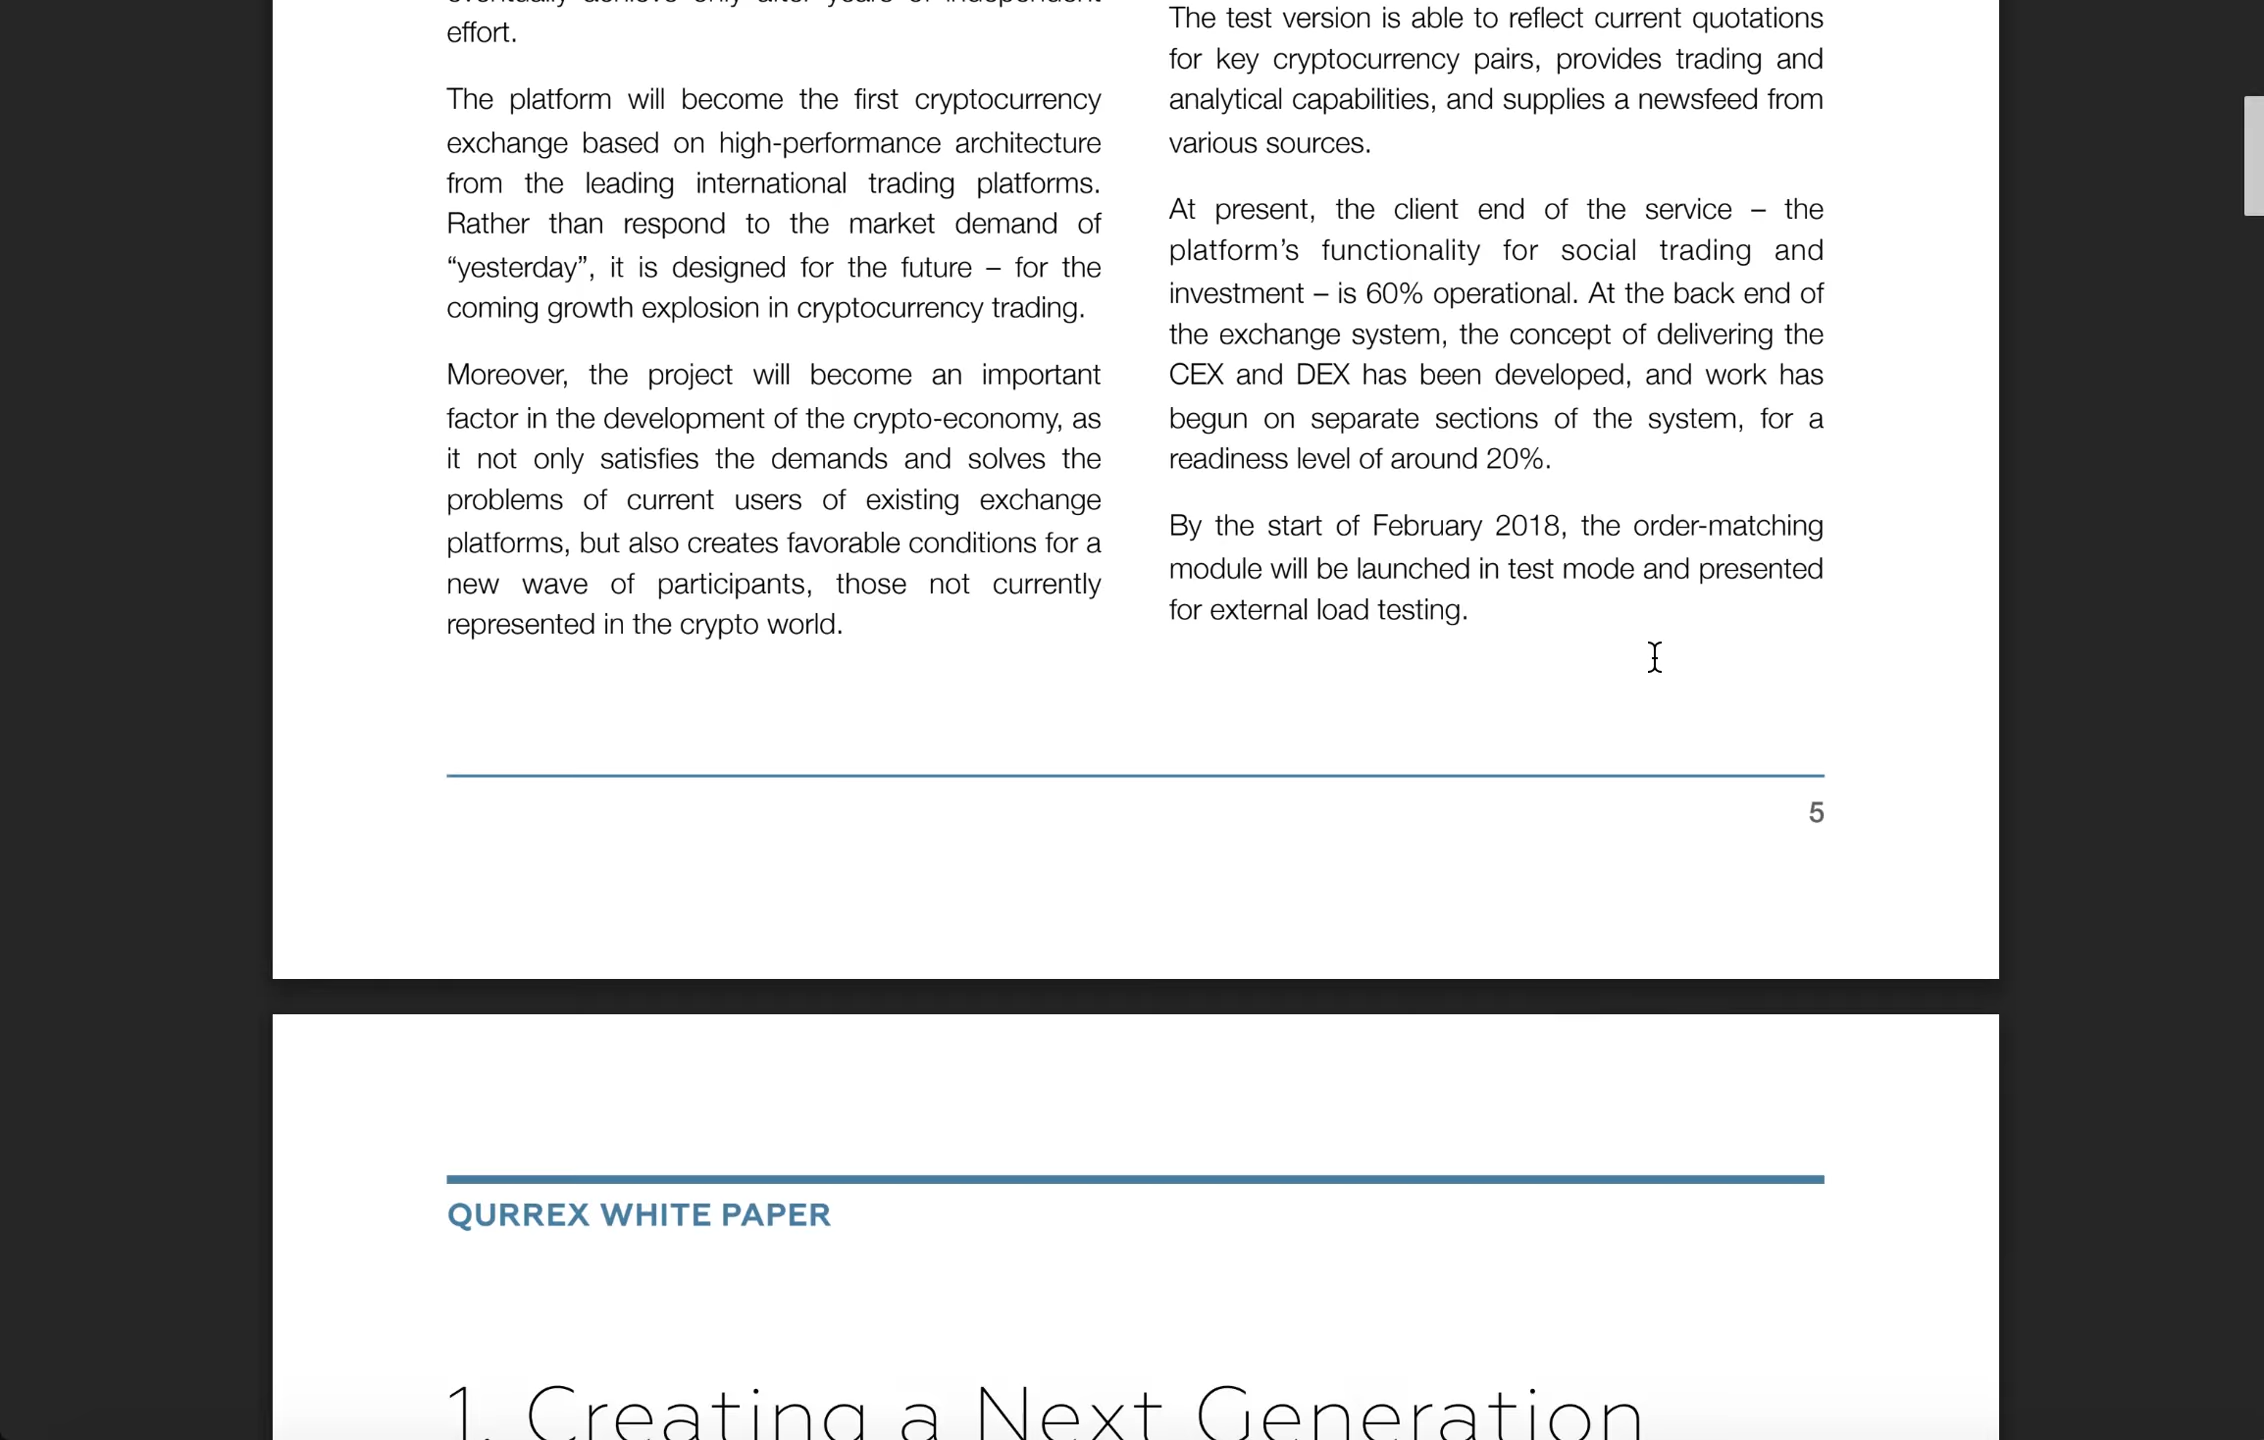 effort.
The platform will become the first cryptocurrency
exchange based on high-performance architecture
from the leading international trading platforms.
Rather than respond to the market demand of
“yesterday”, it is designed for the future – for the
coming growth explosion in cryptocurrency trading.
Moreover, the project will become an important
factor in the development of the crypto-economy, as
it not only satisfies the demands and solves the
problems of current users of existing exchange
platforms, but also creates favorable conditions for a
new wave of participants, those not currently
represented in the crypto world.
The test version is able to reflect current quotations
for key cryptocurrency pairs, provides trading and
analytical capabilities, and supplies a newsfeed from
various sources.
At present, the client end of the service – the
platform’s functionality for social trading and
investment – is 60% operational. At the back end of
the exchange system, the concept of delivering the
CEX and DEX has been developed, and work has
begun on separate sections of the system, for a
readiness level of around 20%.
By the start of February 2018, the order-matching
module will be launched in test mode and presented
for external load testing.
5
QURREX WHITE PAPER
1. Creating a Next Generation